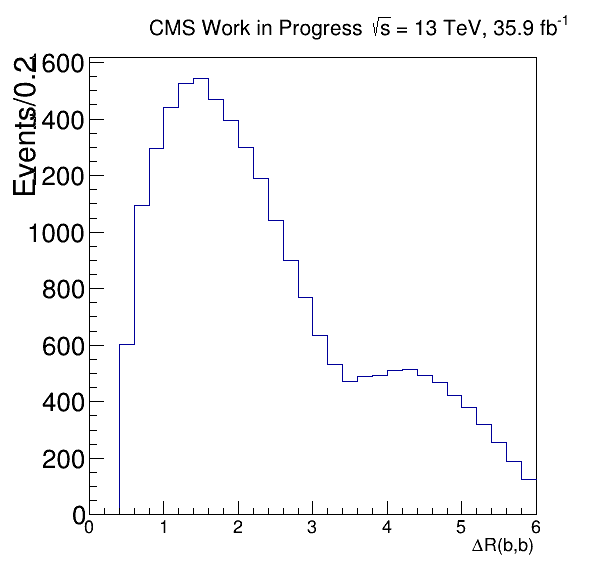 CMS Work in Progress √s = 13 TeV, 35.9 fb⁻¹
Events/0.2
1600
1400
1200
1000
800
600
400
200
0
0 1 2 3 4 5 6
ΔR(b,b)